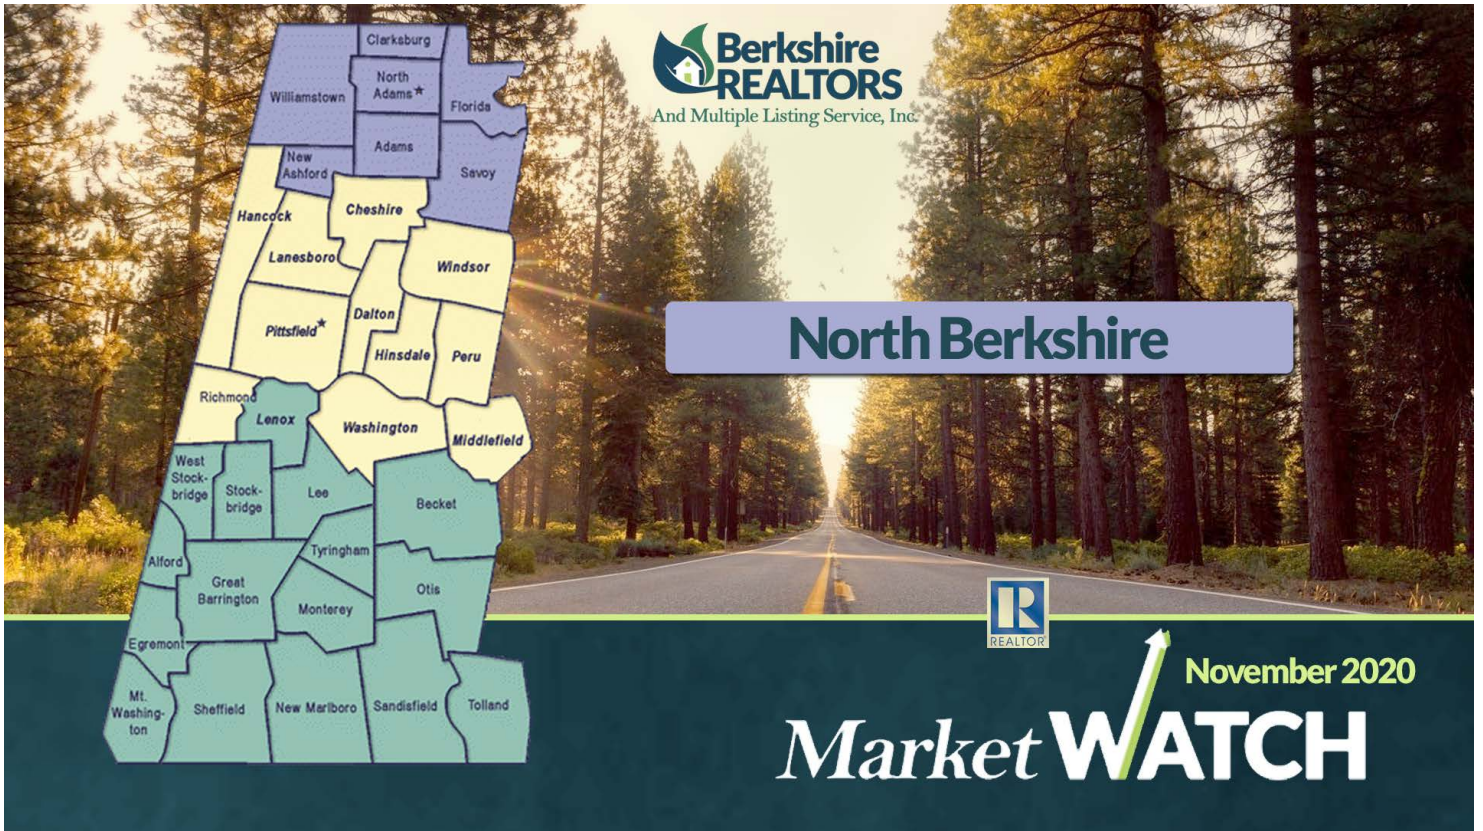 Clarksburg
North
Adams★
Williamstown
Florida
Adams
New
Ashford
Savoy
Hancock
Cheshire
Lanesboro
Windsor
Dalton
Pittsfield★
Hinsdale
Peru
Richmond
Lenox
Washington
Middlefield
West
Stock-
bridge
Stock-
bridge
Lee
Becket
Alford
Tyringham
Great
Barrington
Otis
Monterey
Egremont
Mt.
Washing-
ton
Sheffield
New Marlboro
Sandisfield
Tolland
Berkshire
REALTORS
And Multiple Listing Service, Inc.
North Berkshire
R
REALTOR®
November 2020
Market WATCH